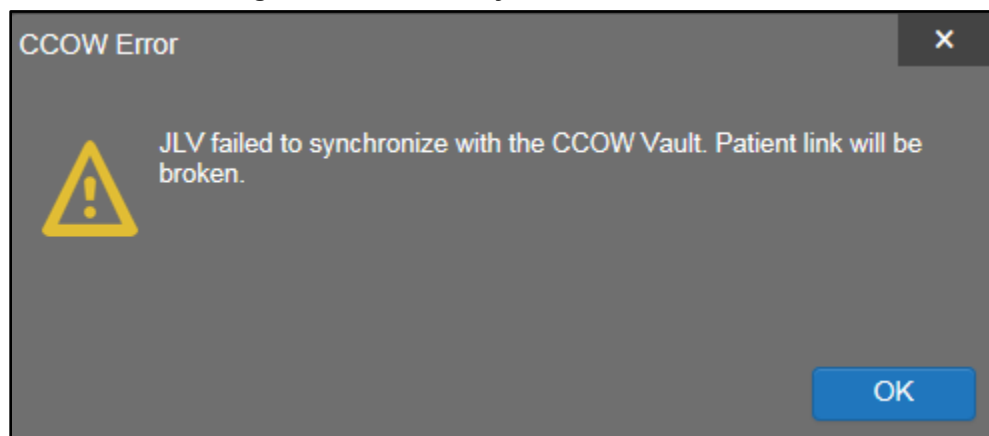 CCOW Error
JLV failed to synchronize with the CCOW Vault. Patient link will be
broken.
OK